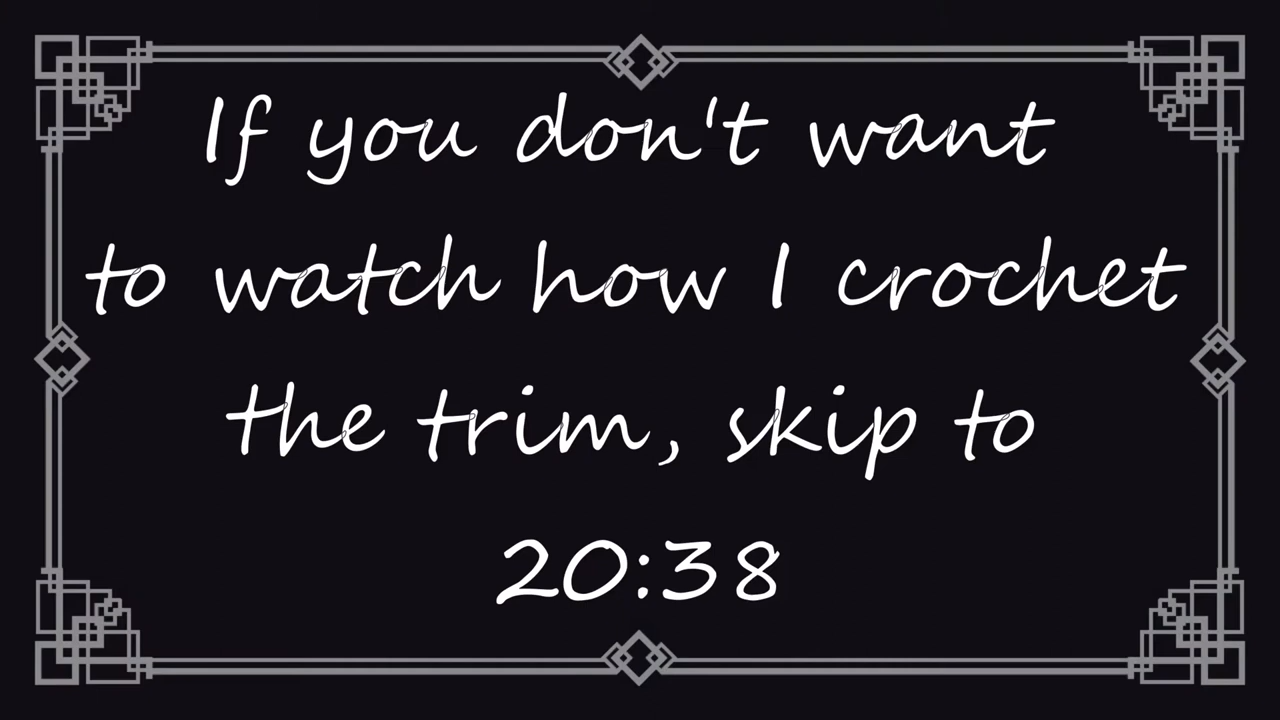 If you don't want
to watch how I crochet
the trim, skip to
20:38